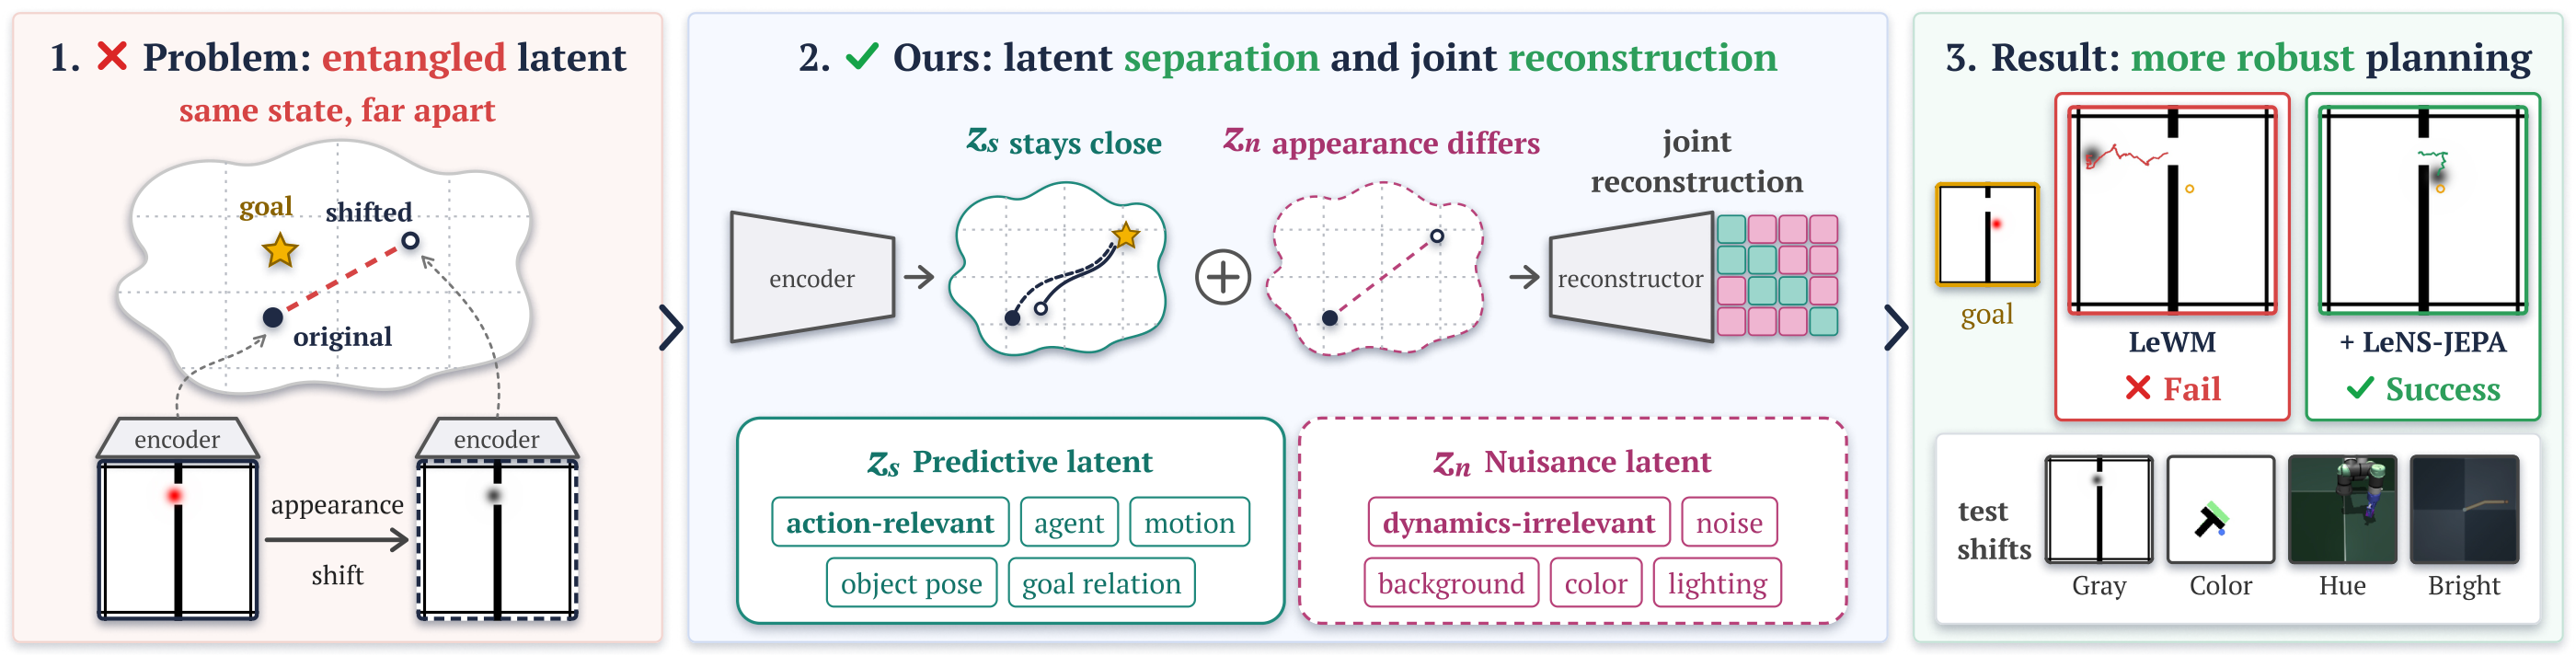 1. ✗ Problem: entangled latent
same state, far apart
goal
shifted
original
encoder
encoder
appearance
shift
2. ✓ Ours: latent separation and joint reconstruction
zs stays close
zn appearance differs
joint
reconstruction
encoder
reconstructor
zs Predictive latent
action-relevant agent motion
object pose goal relation
zn Nuisance latent
dynamics-irrelevant noise
background color lighting
3. Result: more robust planning
goal
LeWM
✗ Fail
+ LeNS-JEPA
✓ Success
test
shifts
Gray
Color
Hue
Bright